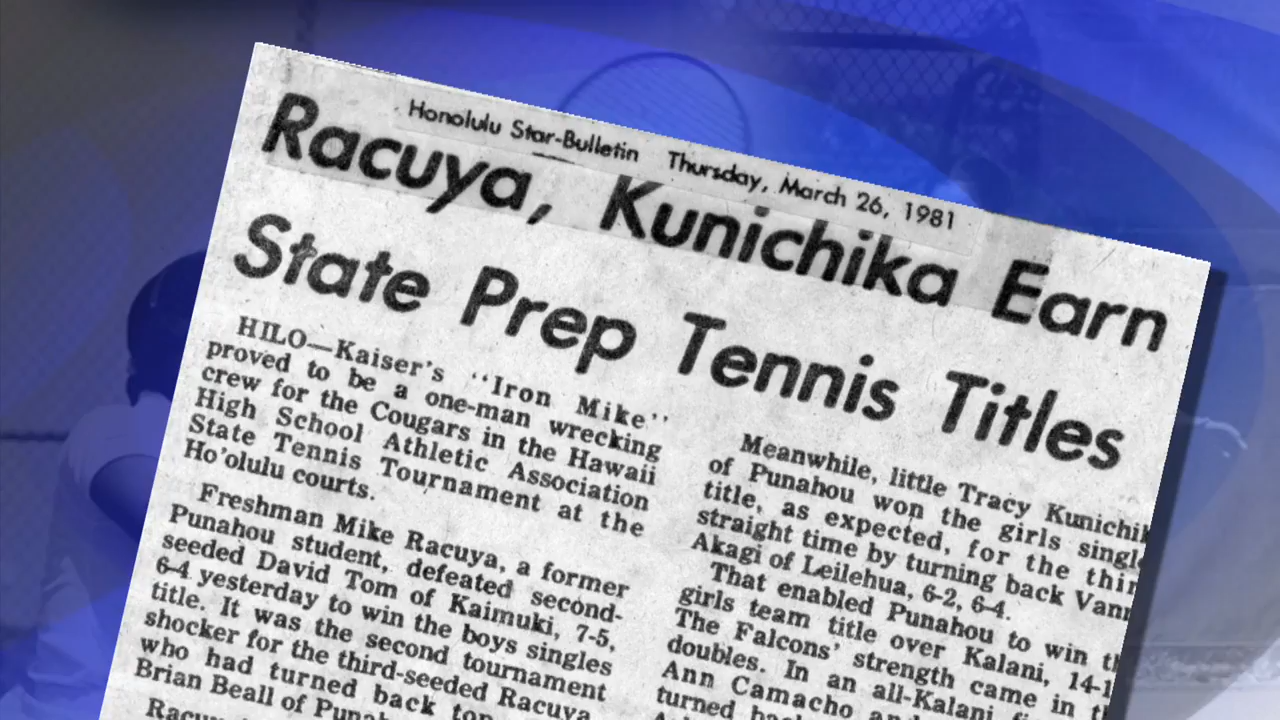 Honolulu Star-Bulletin Thursday, March 26, 1981
Racuya, Kunichika Earn
State Prep Tennis Titles
HILO—Kaiser's "Iron Mike"
proved to be a one-man wrecking
crew for the Cougars in the Hawaii
High School Athletic Association
State Tennis Tournament at the
Ho'olulu courts.
Freshman Mike Racuya, a former
Punahou student, defeated second-
seeded David Tom of Kaimuki, 7-5,
6-4 yesterday to win the boys singles
title. It was the second tournament
shocker for the third-seeded Racuya
who had turned back top
Brian Beall of
Meanwhile, little Tracy
of Punahou won the girls
title, as expected, for the
straight time by turning back
Akagi of Leilehua, 6-2, 6-4.
That enabled Punahou to win
girls team title over Kalani,
The Falcons' strength came in
doubles. In an all-Kalani
Ann Camacho and
turned